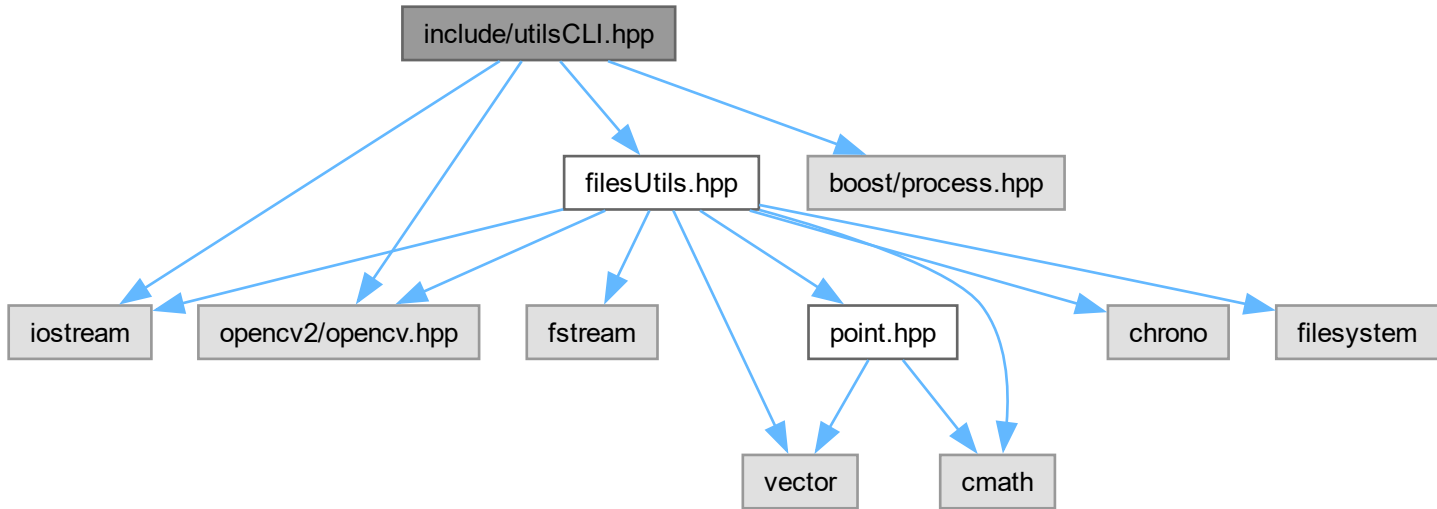 include/utilsCLI.hpp
filesUtils.hpp
boost/process.hpp
iostream
opencv2/opencv.hpp
fstream
point.hpp
chrono
filesystem
vector
cmath